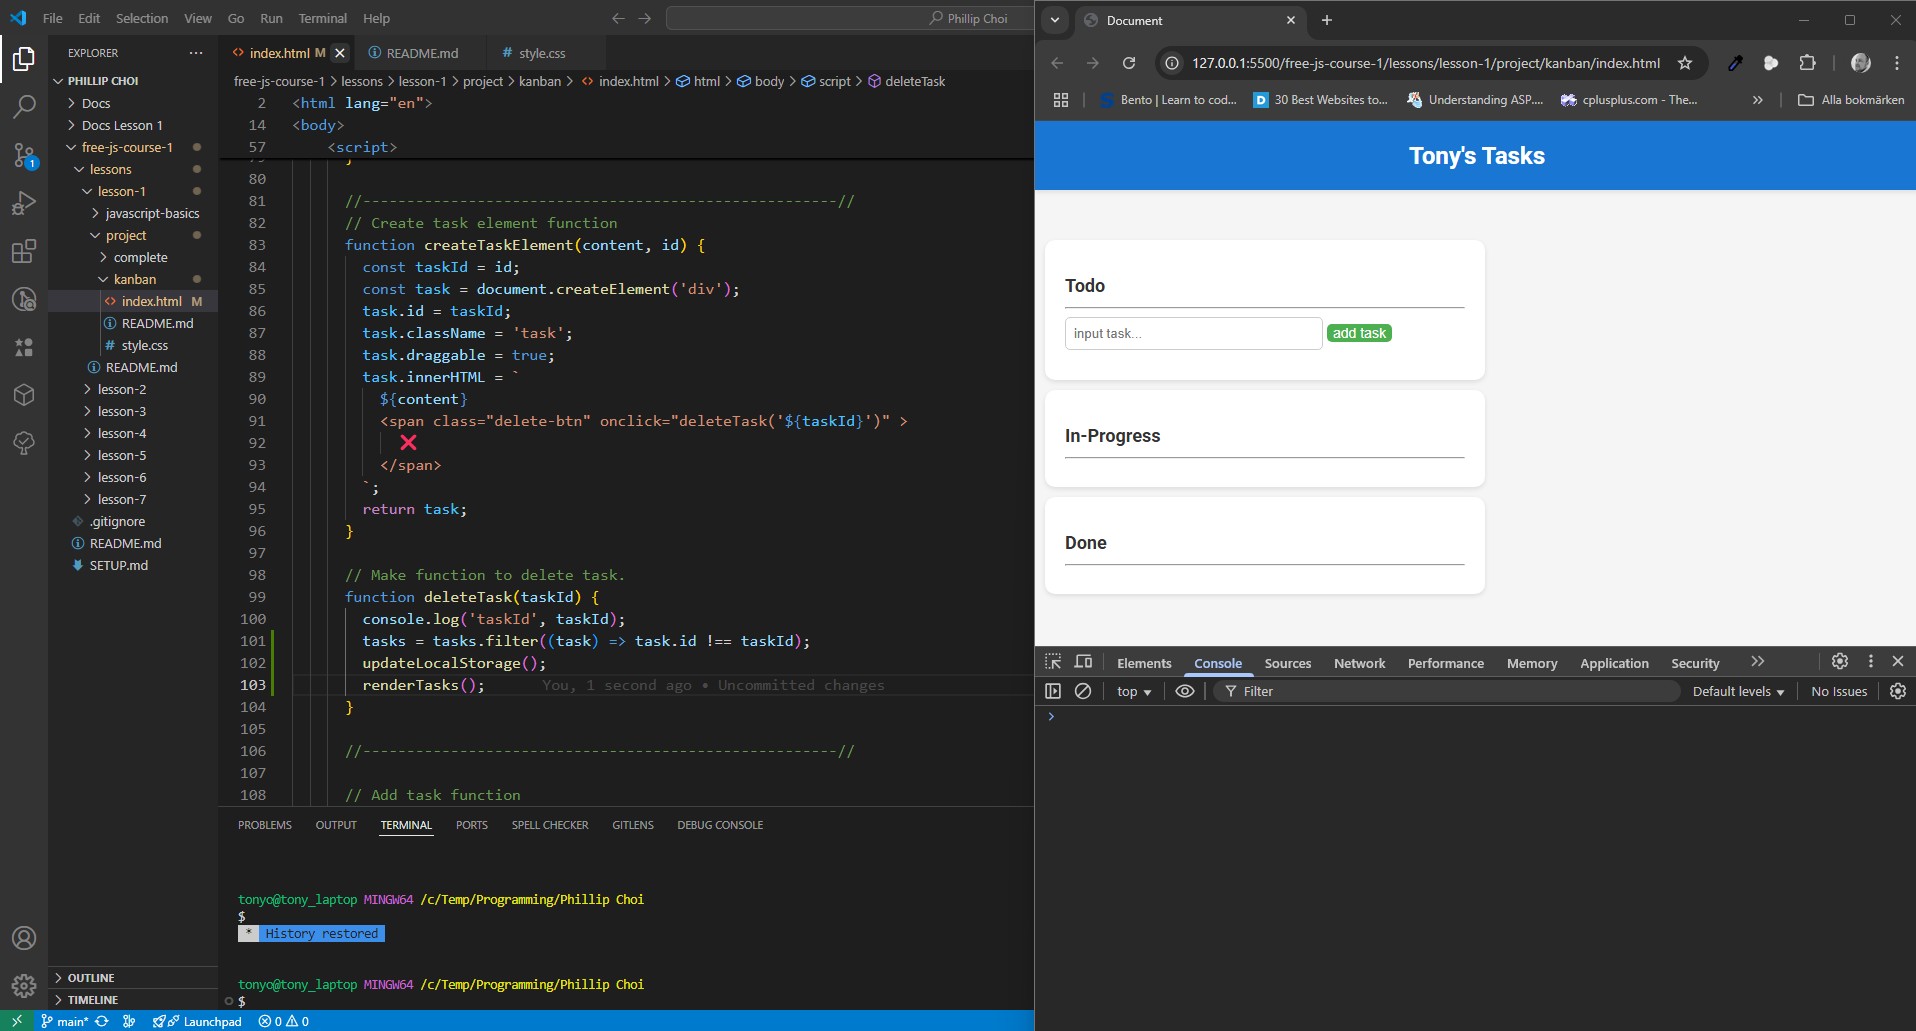 File Edit Selection View Go Run Terminal Help
Phillip Choi
EXPLORER
PHILLIP CHOI
Docs
Docs Lesson 1
free-js-course-1
lessons
lesson-1
javascript-basics
project
complete
kanban
index.html M
README.md
style.css
README.md
lesson-2
lesson-3
lesson-4
lesson-5
lesson-6
lesson-7
.gitignore
README.md
SETUP.md
OUTLINE
TIMELINE
1
index.html M README.md style.css
free-js-course-1 > lessons > lesson-1 > project > kanban > index.html > html > body > script > deleteTask
2 <html lang="en">
14 <body>
57 <script>
80
81 //------------------------------------------------------//
82 // Create task element function
83 function createTaskElement(content, id) {
84 const taskId = id;
85 const task = document.createElement('div');
86 task.id = taskId;
87 task.className = 'task';
88 task.draggable = true;
89 task.innerHTML = `
90 ${content}
91 <span class="delete-btn" onclick="deleteTask('${taskId}')" >
92 ❌
93 </span>
94 `;
95 return task;
96 }
97
98 // Make function to delete task.
99 function deleteTask(taskId) {
100 console.log('taskId', taskId);
101 tasks = tasks.filter((task) => task.id !== taskId);
102 updateLocalStorage();
103 renderTasks(); You, 1 second ago • Uncommitted changes
104 }
105
106 //------------------------------------------------------//
107
108 // Add task function
PROBLEMS OUTPUT TERMINAL PORTS SPELL CHECKER GITLENS DEBUG CONSOLE
tonyo@tony_laptop MINGW64 /c/Temp/Programming/Phillip Choi
$
* History restored
tonyo@tony_laptop MINGW64 /c/Temp/Programming/Phillip Choi
$
main* Launchpad 0 0
Document
127.0.0.1:5500/free-js-course-1/lessons/lesson-1/project/kanban/index.html
Bento | Learn to cod... 30 Best Websites to... Understanding ASP.... cplusplus.com - The... » Alla bokmärken
Tony's Tasks
Todo
input task... add task
In-Progress
Done
Elements Console Sources Network Performance Memory Application Security »
top Filter Default levels No Issues